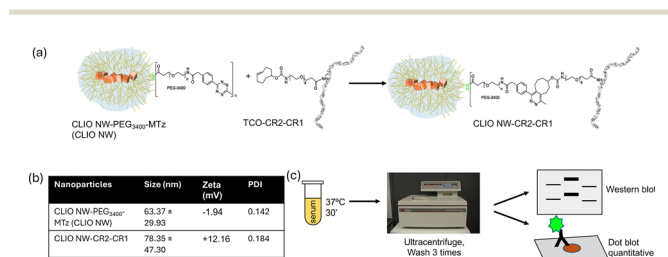 (a)
PEG-3400
n
+
CLIO NW-PEG3400-MTz
(CLIO NW)
TCO-CR2-CR1
PEG-3400
CLIO NW-CR2-CR1
(b)
Nanoparticles Size (nm) Zeta (mV) PDI
CLIO NW-PEG3400-MTz (CLIO NW) 63.37 ± 29.93 -1.94 0.142
CLIO NW-CR2-CR1 78.35 ± 47.30 +12.16 0.184
(c)
serum
37ºC
30'
Ultracentrifuge,
Wash 3 times
Western blot
Dot blot
quantitative